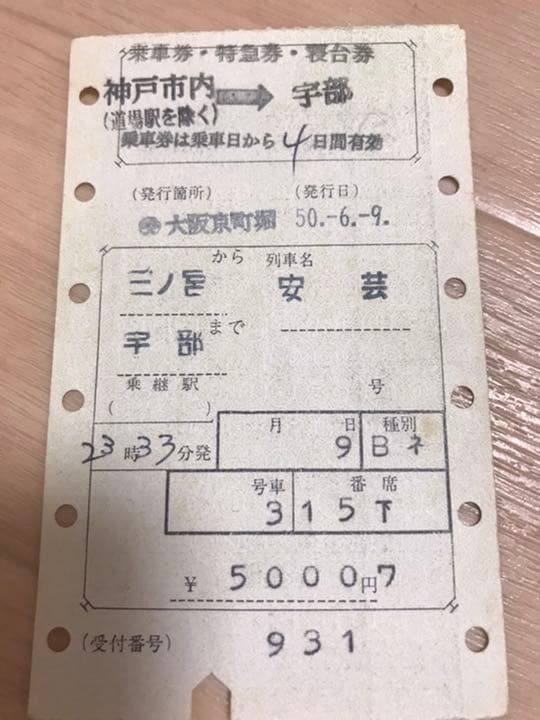 乗車券・特急券・寝台券
神戸市内 → 宇部
(道場駅を除く)
乗車券は乗車日から4日間有効
(発行箇所) (発行日)
大阪京町堀 50.-6.-9.
三ノ宮から 列車名
安芸
宇部まで
乗継駅 号
( )
月 日 種別
23時33分発 9 Bネ
号車 番席
3 15下
¥ 5000円7
(受付番号) 931